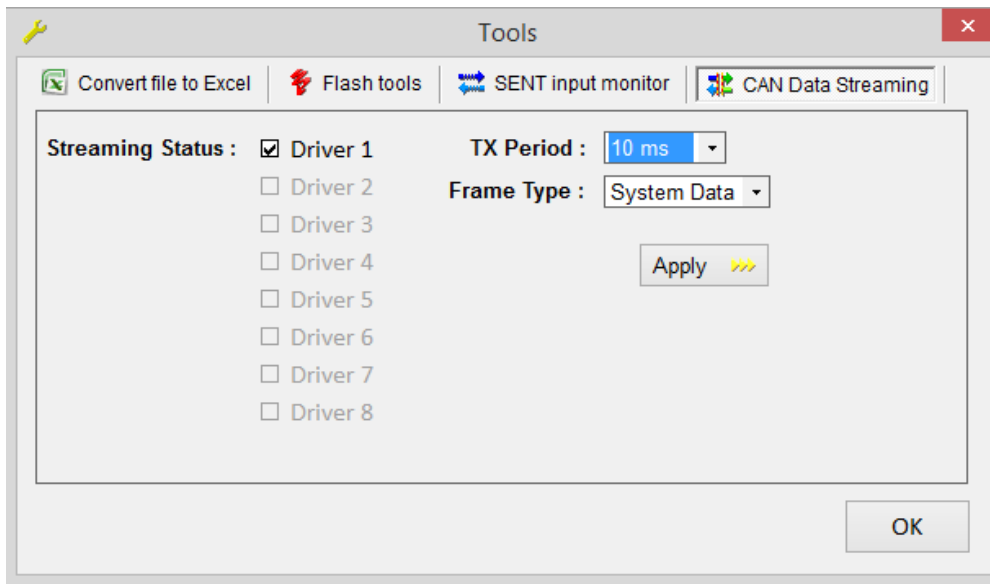 Tools
Convert file to Excel Flash tools SENT input monitor CAN Data Streaming
Streaming Status : Driver 1 TX Period : 10 ms
Driver 2 Frame Type : System Data
Driver 3
Driver 4 Apply
Driver 5
Driver 6
Driver 7
Driver 8
OK